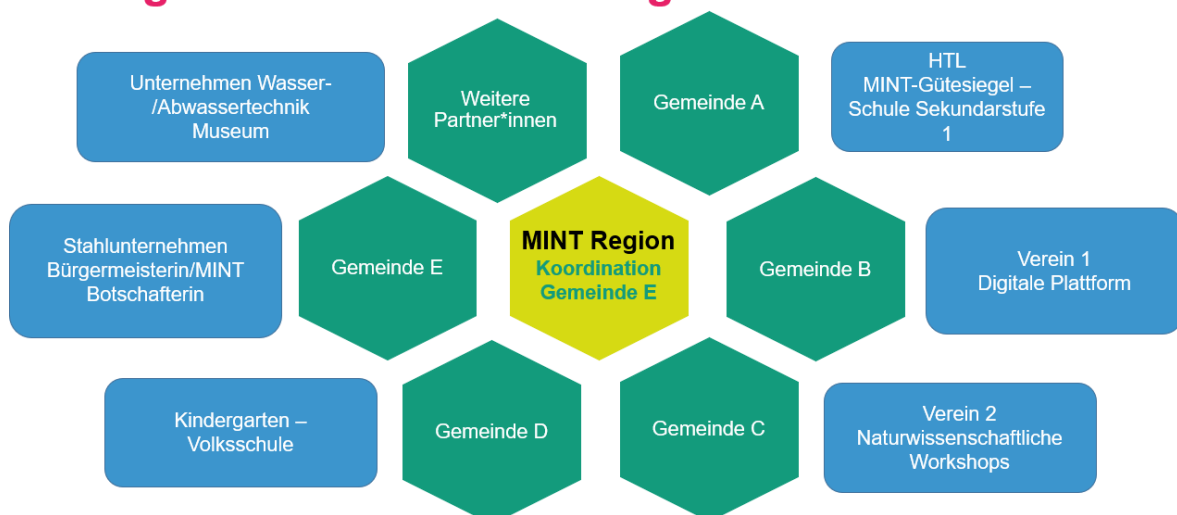 Unternehmen Wasser-
/Abwassertechnik
Museum
Weitere
Partner*innen
Gemeinde A
HTL
MINT-Gütesiegel –
Schule Sekundarstufe
1
Stahlunternehmen
Bürgermeisterin/MINT
Botschafterin
Gemeinde E
MINT Region
Koordination
Gemeinde E
Gemeinde B
Verein 1
Digitale Plattform
Kindergarten –
Volksschule
Gemeinde D
Gemeinde C
Verein 2
Naturwissenschaftliche
Workshops